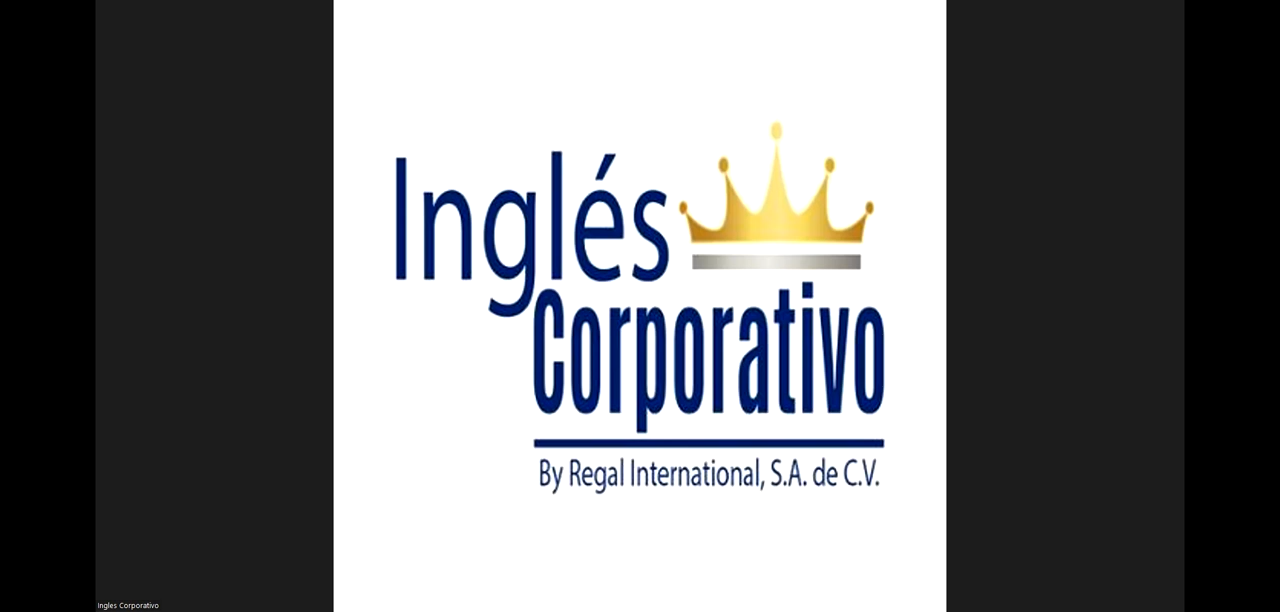 Inglés
Corporativo
By Regal International, S.A. de C.V.
Ingles Corporativo